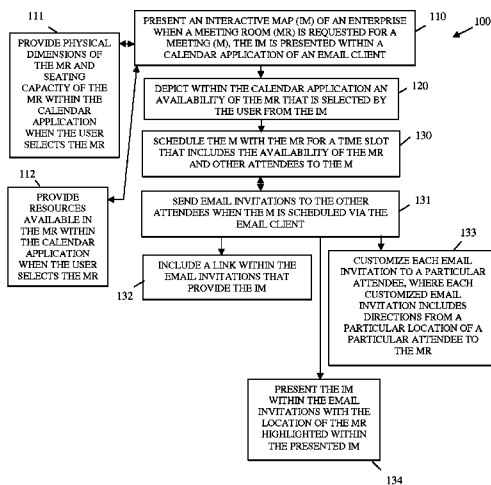 111
PRESENT AN INTERACTIVE MAP (IM) OF AN ENTERPRISE
WHEN A MEETING ROOM (MR) IS REQUESTED FOR A
MEETING (M), THE IM IS PRESENTED WITHIN A
CALENDAR APPLICATION OF AN EMAIL CLIENT
110
100
PROVIDE PHYSICAL
DIMENSIONS OF
THE MR AND
SEATING
CAPACITY OF THE
MR WITHIN THE
CALENDAR
APPLICATION
WHEN THE USER
SELECTS THE MR
DEPICT WITHIN THE CALENDAR APPLICATION AN
AVAILABILITY OF THE MR THAT IS SELECTED BY
THE USER FROM THE IM
120
SCHEDULE THE M WITH THE MR FOR A TIME SLOT
THAT INCLUDES THE AVAILABILITY OF THE MR
AND OTHER ATTENDEES TO THE M
130
112
PROVIDE
RESOURCES
AVAILABLE IN
THE MR WITHIN
THE CALENDAR
APPLICATION
WHEN THE USER
SELECTS THE MR
SEND EMAIL INVITATIONS TO THE OTHER
ATTENDEES WHEN THE M IS SCHEDULED VIA THE
EMAIL CLIENT
131
INCLUDE A LINK WITHIN THE
EMAIL INVITATIONS THAT
PROVIDE THE IM
132
133
CUSTOMIZE EACH EMAIL
INVITATION TO A PARTICULAR
ATTENDEE, WHERE EACH
CUSTOMIZED EMAIL
INVITATION INCLUDES
DIRECTIONS FROM A
PARTICULAR LOCATION OF A
PARTICULAR ATTENDEE TO
THE MR
PRESENT THE IM
WITHIN THE EMAIL
INVITATIONS WITH THE
LOCATION OF THE MR
HIGHLIGHTED WITHIN
THE PRESENTED IM
134